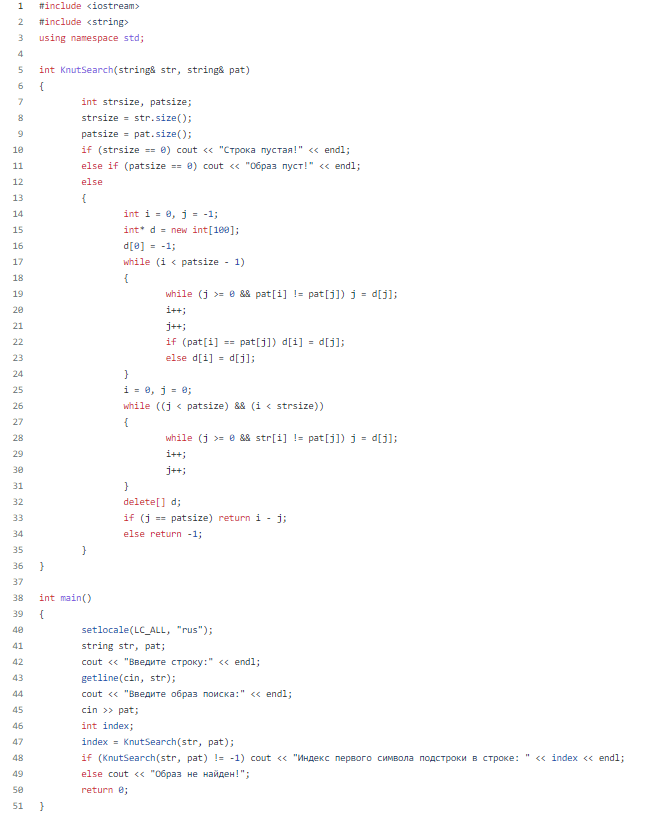 1 #include <iostream>
2 #include <string>
3 using namespace std;
4
5 int KnutSearch(string& str, string& pat)
6 {
7 int strsize, patsize;
8 strsize = str.size();
9 patsize = pat.size();
10 if (strsize == 0) cout << "Строка пустая!" << endl;
11 else if (patsize == 0) cout << "Образ пуст!" << endl;
12 else
13 {
14 int i = 0, j = -1;
15 int* d = new int[100];
16 d[0] = -1;
17 while (i < patsize - 1)
18 {
19 while (j >= 0 && pat[i] != pat[j]) j = d[j];
20 i++;
21 j++;
22 if (pat[i] == pat[j]) d[i] = d[j];
23 else d[i] = d[j];
24 }
25 i = 0, j = 0;
26 while ((j < patsize) && (i < strsize))
27 {
28 while (j >= 0 && str[i] != pat[j]) j = d[j];
29 i++;
30 j++;
31 }
32 delete[] d;
33 if (j == patsize) return i - j;
34 else return -1;
35 }
36 }
37
38 int main()
39 {
40 setlocale(LC_ALL, "rus");
41 string str, pat;
42 cout << "Введите строку:" << endl;
43 getline(cin, str);
44 cout << "Введите образ поиска:" << endl;
45 cin >> pat;
46 int index;
47 index = KnutSearch(str, pat);
48 if (KnutSearch(str, pat) != -1) cout << "Индекс первого символа подстроки в строке: " << index << endl;
49 else cout << "Образ не найден!";
50 return 0;
51 }